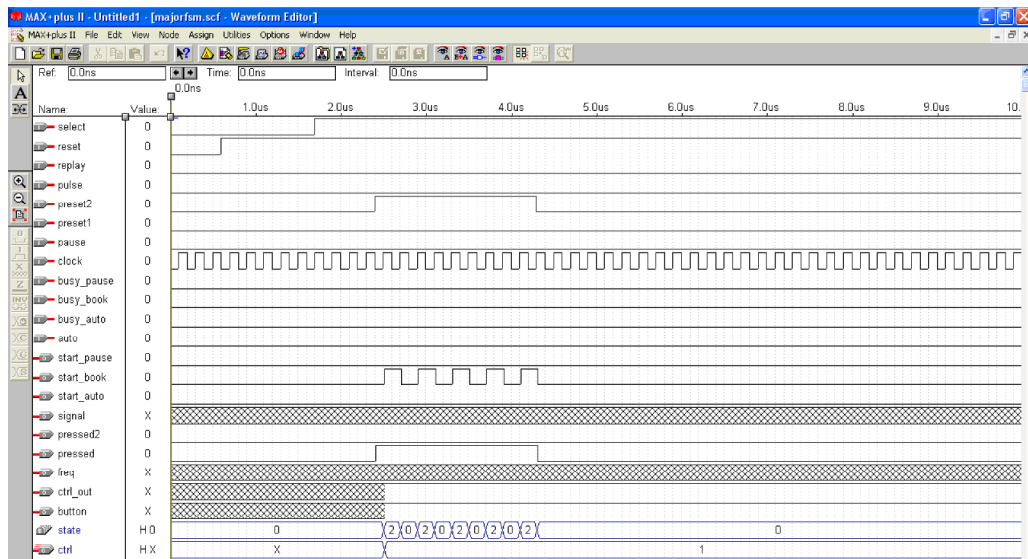 MAX+plus II - Untitled1 - [majorfsm.scf - Waveform Editor]
MAX+plus II File Edit View Node Assign Utilities Options Window Help
Ref: 0.0ns Time: 0.0ns Interval: 0.0ns
0.0ns
Name: Value: 1.0us 2.0us 3.0us 4.0us 5.0us 6.0us 7.0us 8.0us 9.0us 10.
select 0
reset 0
replay 0
pulse 0
preset2 0
preset1 0
pause 0
clock 0
busy_pause 0
busy_book 0
busy_auto 0
auto 0
start_pause 0
start_book 0
start_auto 0
signal X
pressed2 0
pressed 0
freq X
ctrl_out X
button X
state H 0 0 2 0 2 0 2 0 2 0 2 0
ctrl H X X 1